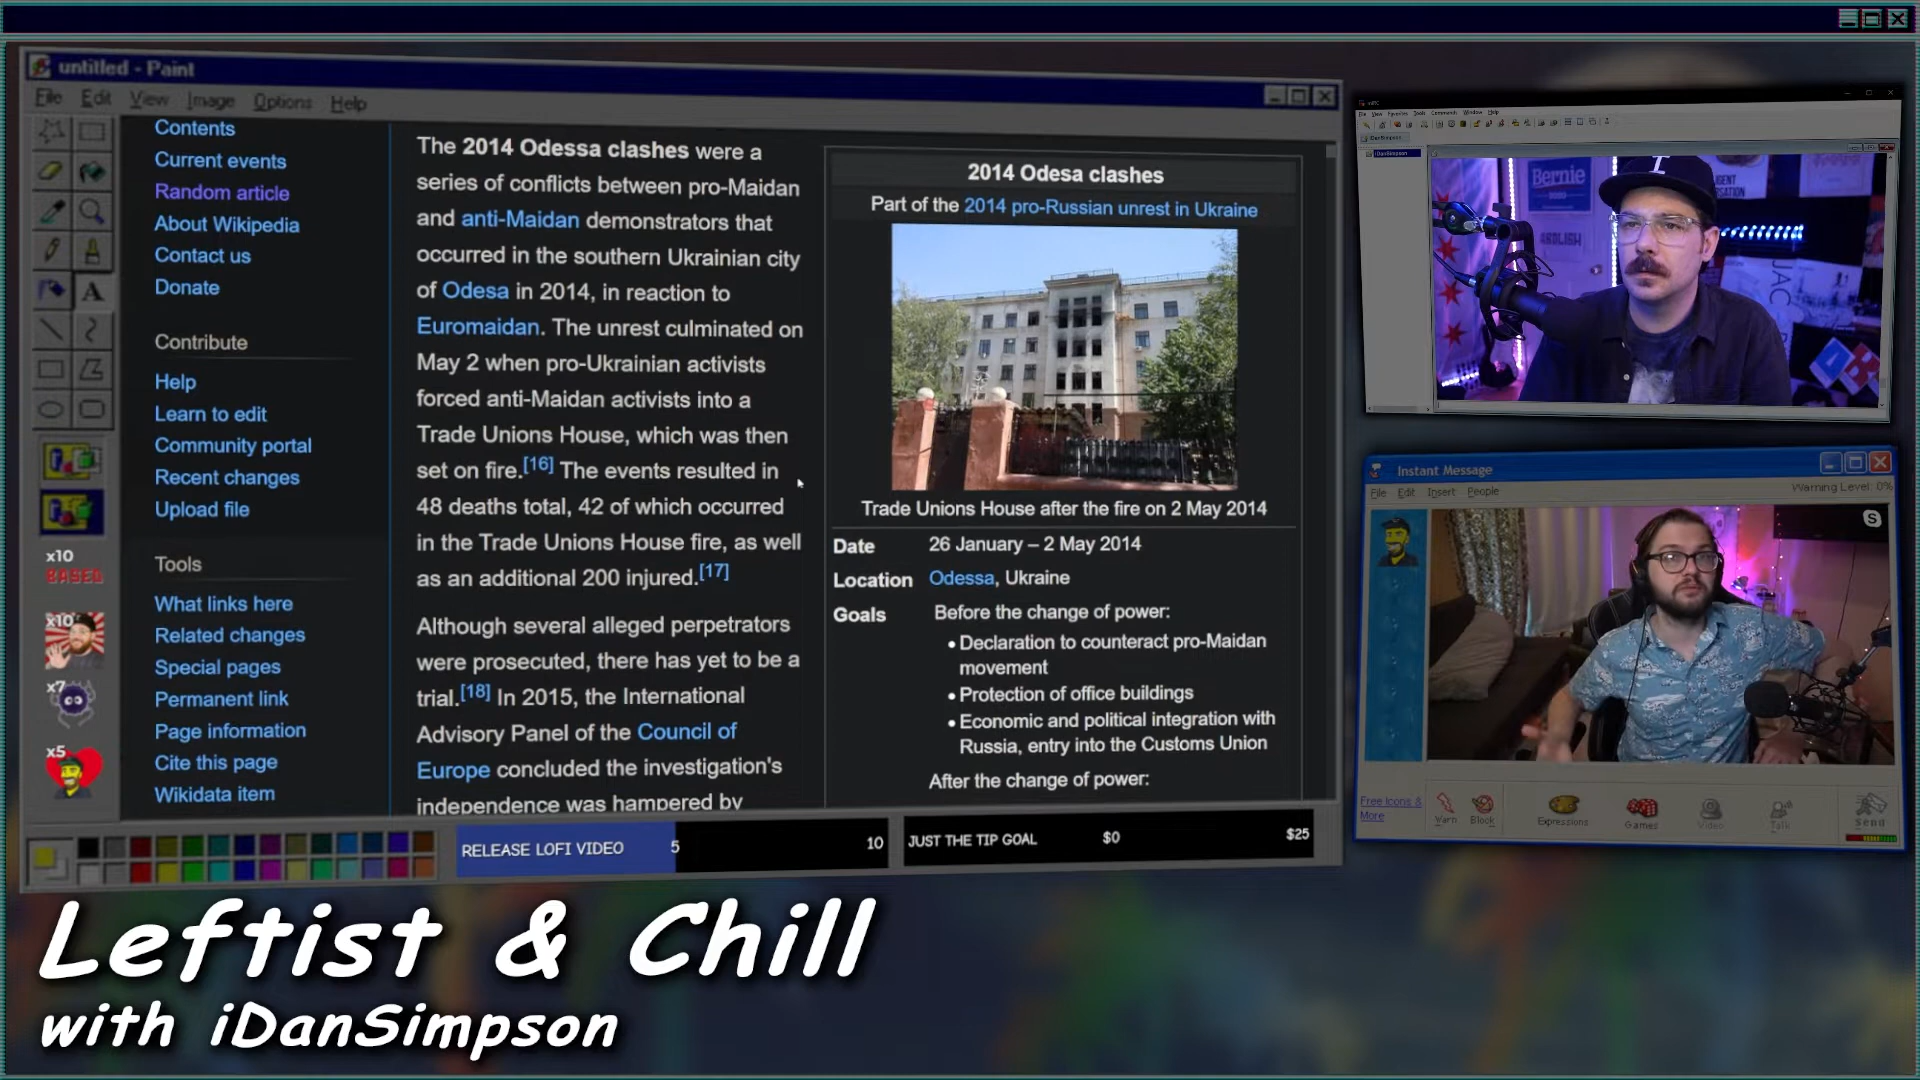 untitled - Paint
File Edit View Image Options Help
Contents
Current events
Random article
About Wikipedia
Contact us
Donate
Contribute
Help
Learn to edit
Community portal
Recent changes
Upload file
Tools
What links here
Related changes
Special pages
Permanent link
Page information
Cite this page
Wikidata item
The 2014 Odessa clashes were a
series of conflicts between pro-Maidan
and anti-Maidan demonstrators that
occurred in the southern Ukrainian city
of Odesa in 2014, in reaction to
Euromaidan. The unrest culminated on
May 2 when pro-Ukrainian activists
forced anti-Maidan activists into a
Trade Unions House, which was then
set on fire.[16] The events resulted in
48 deaths total, 42 of which occurred
in the Trade Unions House fire, as well
as an additional 200 injured.[17]
Although several alleged perpetrators
were prosecuted, there has yet to be a
trial.[18] In 2015, the International
Advisory Panel of the Council of
Europe concluded the investigation's
independence was hampered by
2014 Odesa clashes
Part of the 2014 pro-Russian unrest in Ukraine
Trade Unions House after the fire on 2 May 2014
Date 26 January – 2 May 2014
Location Odessa, Ukraine
Goals Before the change of power:
• Declaration to counteract pro-Maidan
movement
• Protection of office buildings
• Economic and political integration with
Russia, entry into the Customs Union
After the change of power:
A
x10
BASED
x10
x7
x5
RELEASE LOFI VIDEO 5 10
JUST THE TIP GOAL $0 $25
Leftist & Chill
with iDanSimpson
File View Favorites Tools Commands Window Help
iDanSimpson
iDanSimpson
Bernie
ABOLISH
Instant Message
File Edit Insert People
Warning Level: 0%
Free Icons &
More
Warn Block Expressions Games Video Talk Send